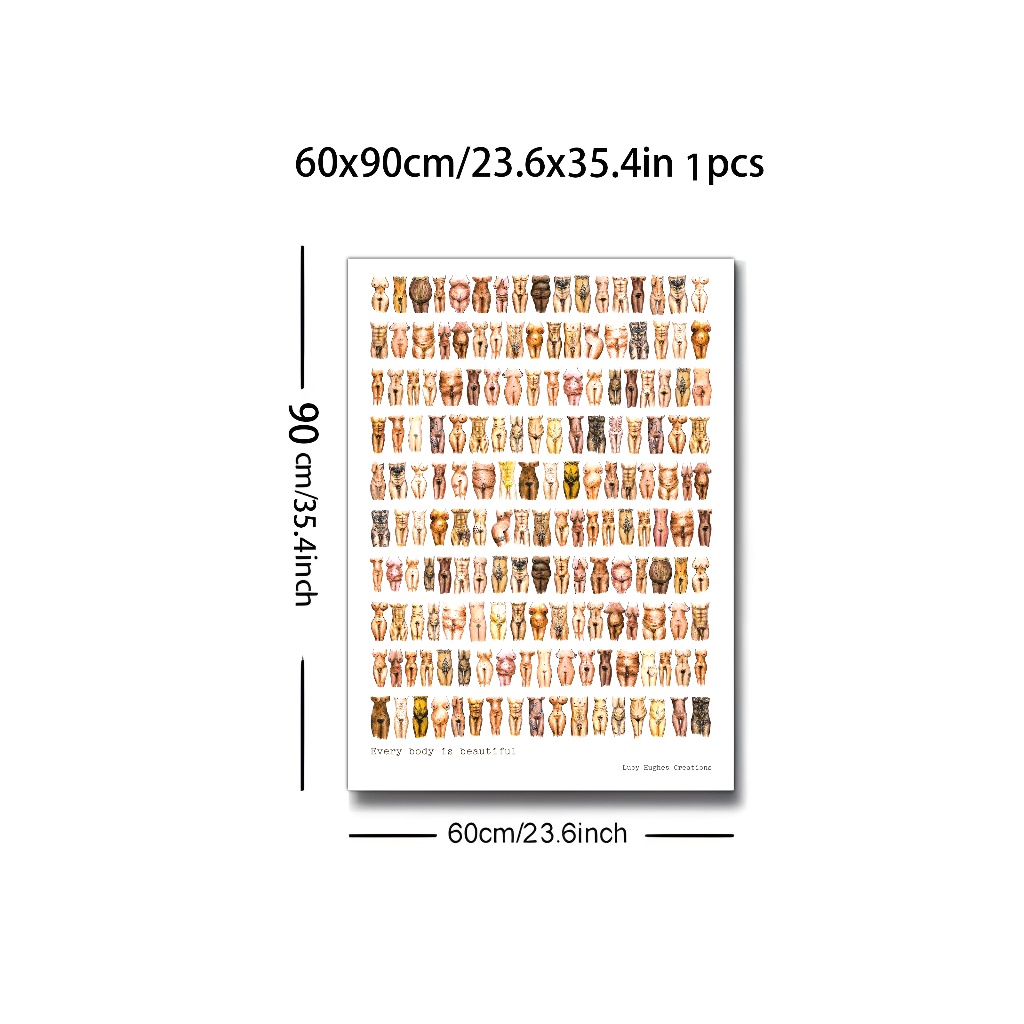 60x90cm/23.6x35.4in 1pcs
90 cm/35.4inch
Every body is beautiful
Lucy Hughes Creations
60cm/23.6inch